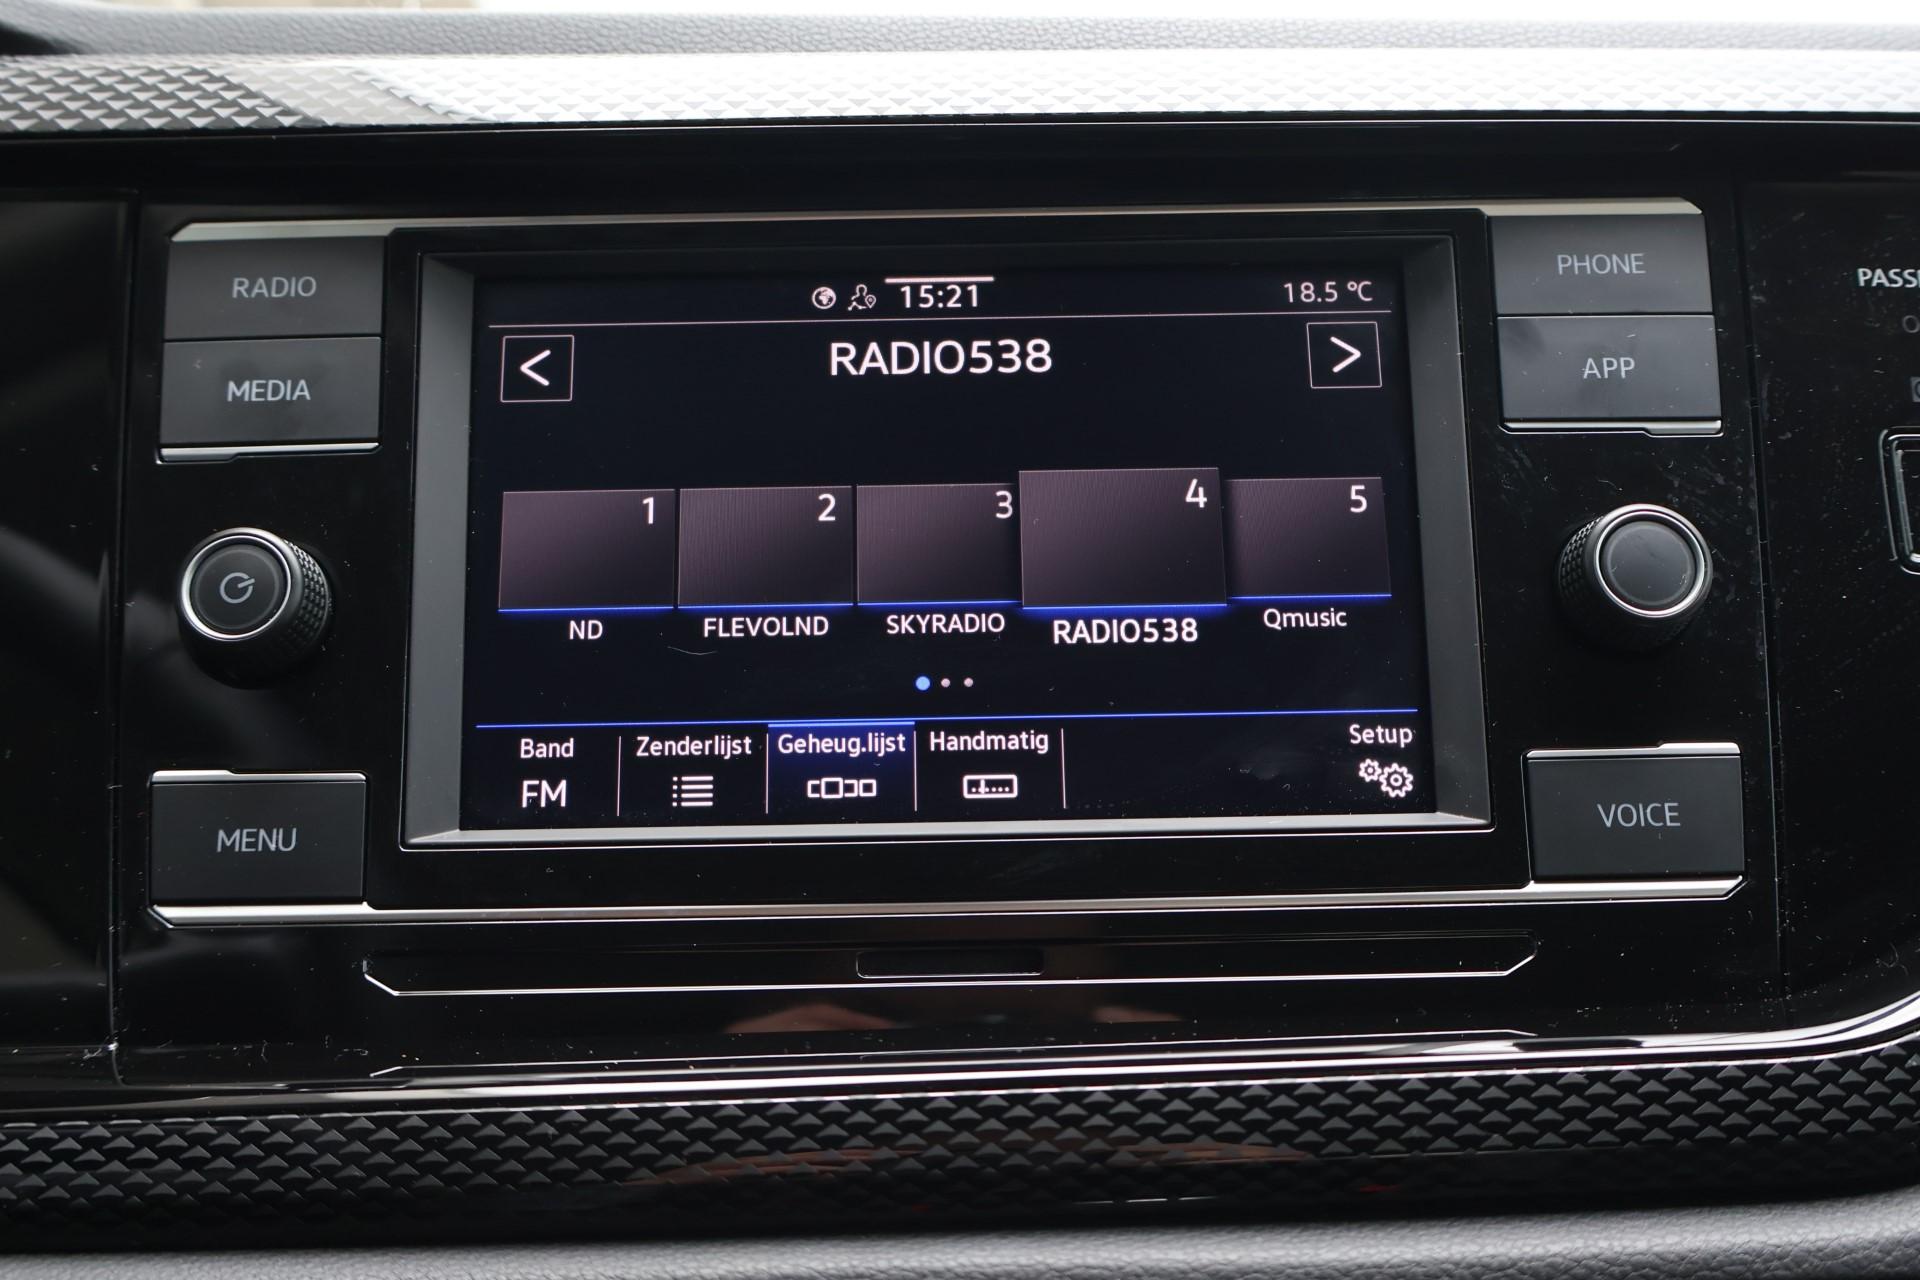 RADIO
MEDIA
MENU
15:21
18.5 °C
<
RADIO538
>
1
2
3
4
5
ND
FLEVOLND
SKYRADIO
RADIO538
Qmusic
Band
FM
Zenderlijst
Geheug.lijst
Handmatig
Setup
PHONE
APP
VOICE